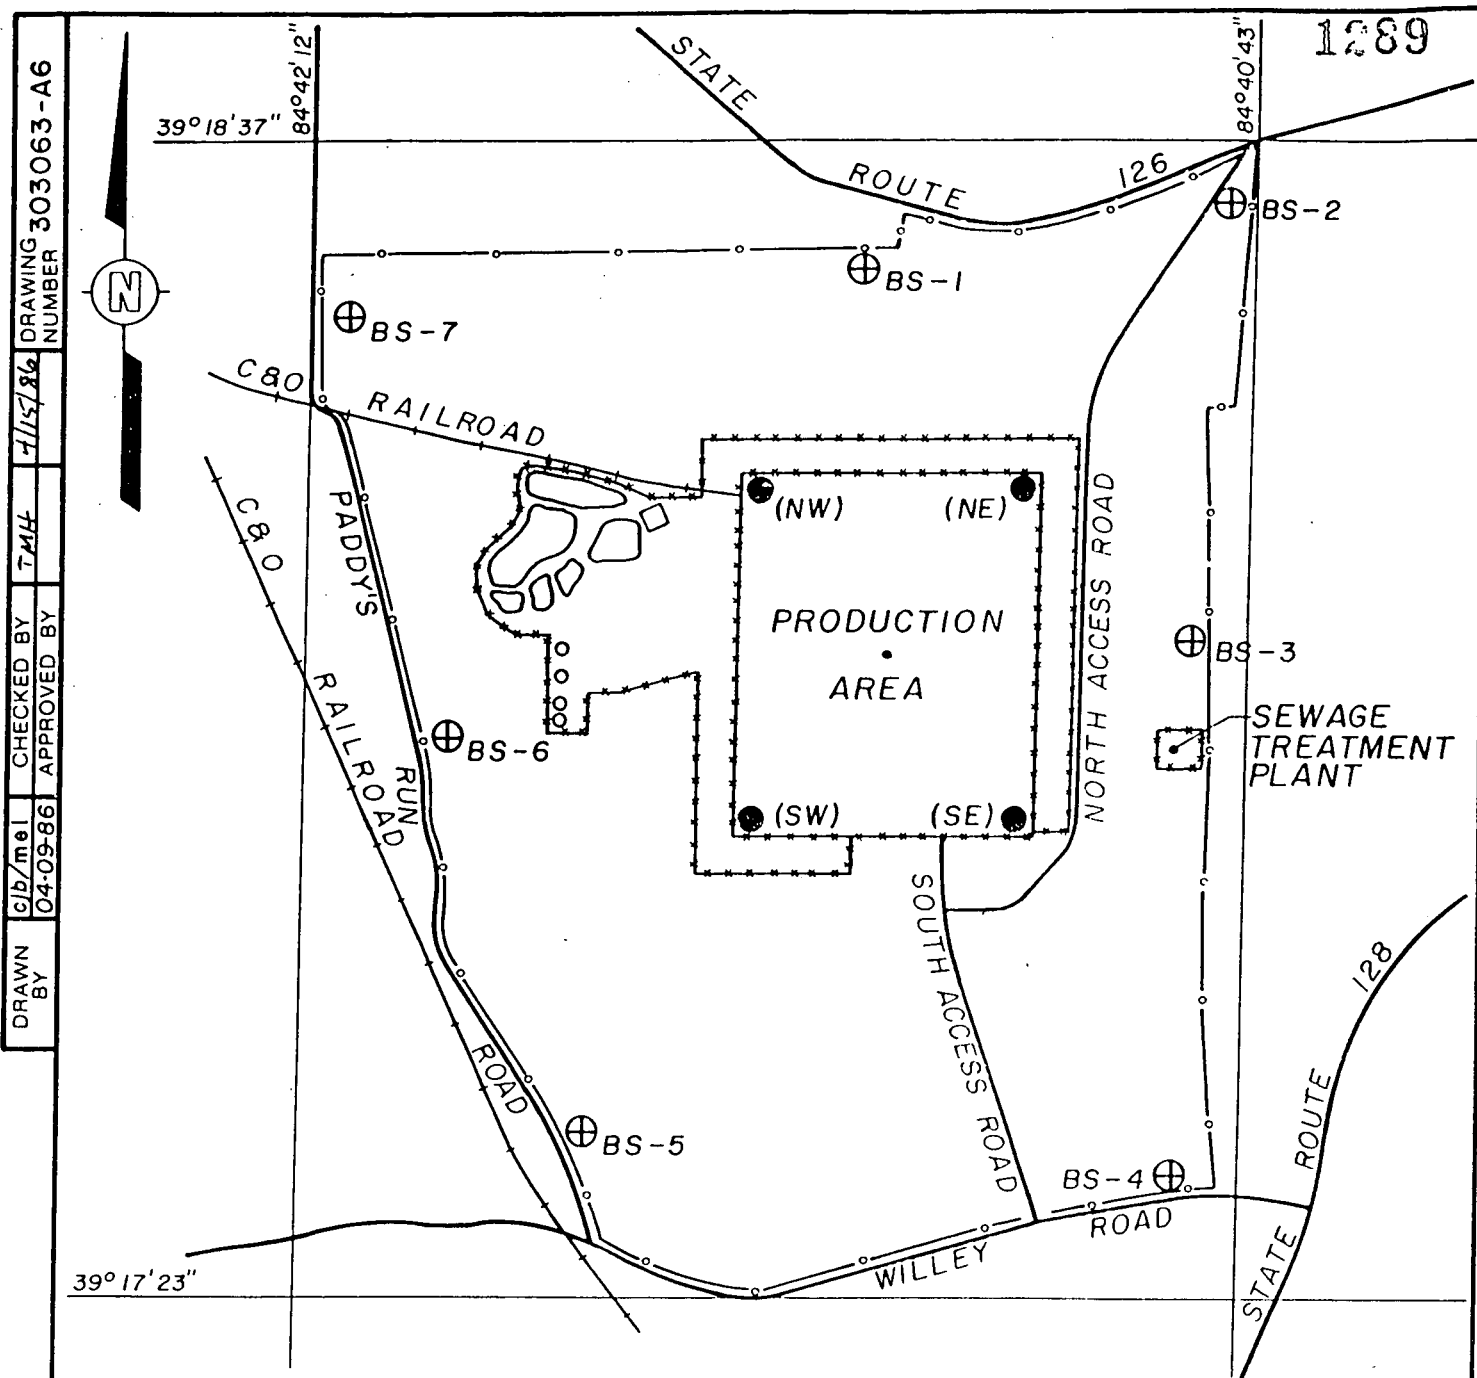 1289
DRAWING NUMBER 303063-A6
4/15/86
TMH
CHECKED BY
APPROVED BY
clb/mel
04-09-86
DRAWN BY
84°42'12"
84°40'43"
39°18'37"
39°17'23"
N
STATE ROUTE 126
BS-2
BS-1
BS-7
C&O RAILROAD
(NW)
(NE)
PRODUCTION
AREA
(SW)
(SE)
NORTH ACCESS ROAD
BS-3
SEWAGE
TREATMENT
PLANT
C&O RAILROAD
PADDY'S RUN ROAD
BS-6
SOUTH ACCESS ROAD
BS-5
BS-4
WILLEY ROAD
STATE ROUTE 128